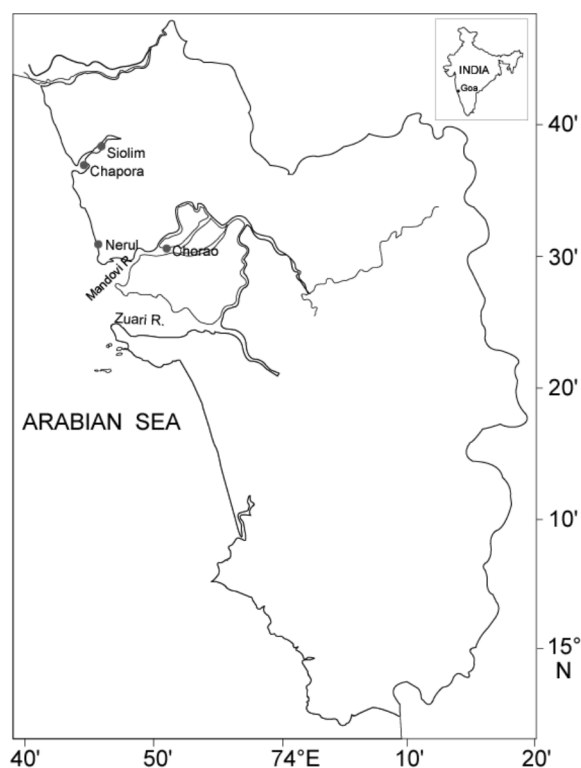 INDIA
Goa
40'
Siolim
Chapora
Nerul
Chorao
30'
Mandovi R.
Zuari R.
20'
ARABIAN SEA
10'
15°
N
40'
50'
74°E
10'
20'